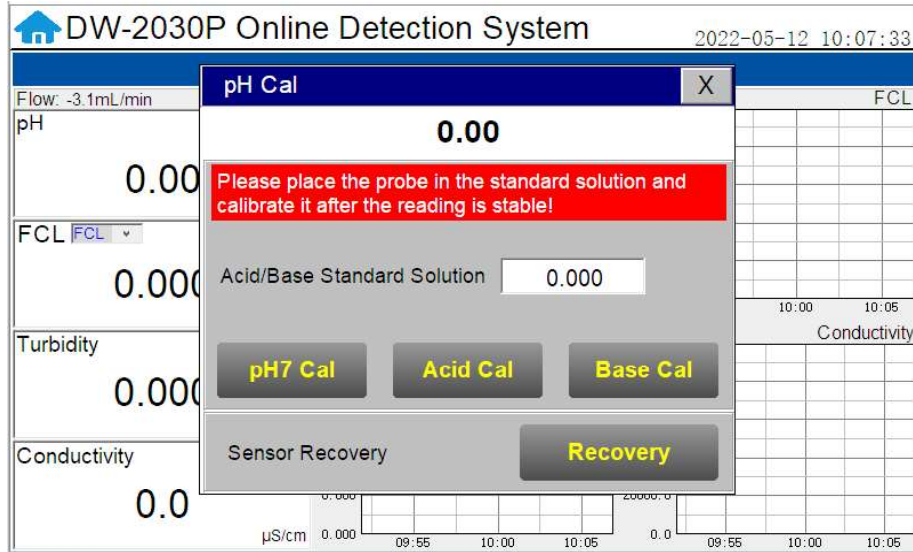 DW-2030P Online Detection System
2022-05-12 10:07:33
Flow: -3.1mL/min
FCL
pH
0.00
FCL FCL
0.000
Turbidity
0.000
Conductivity
0.0
µS/cm
pH Cal X
0.00
Please place the probe in the standard solution and
calibrate it after the reading is stable!
Acid/Base Standard Solution 0.000
pH7 Cal Acid Cal Base Cal
Sensor Recovery Recovery
10:00 10:05
Conductivity
0.000
0.000
09:55 10:00 10:05
20000.0
0.0
09:55 10:00 10:05